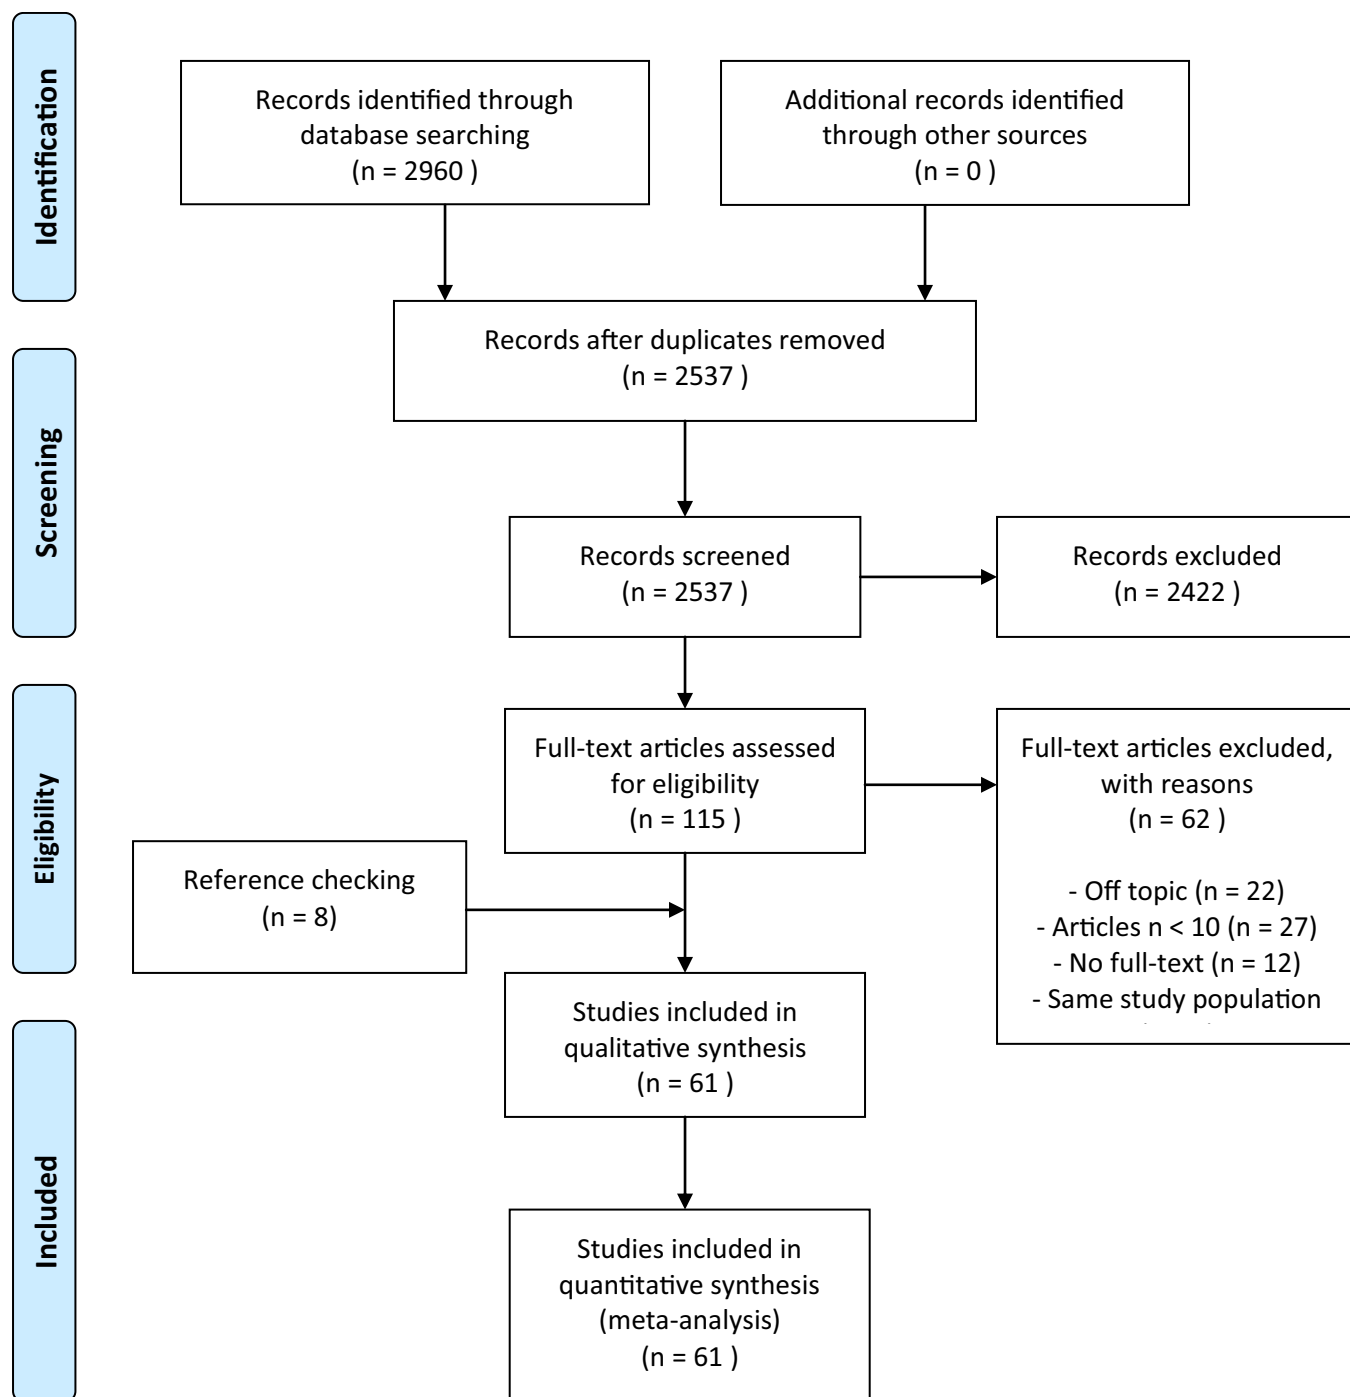 Identification
Records identified through
database searching
(n = 2960 )
Additional records identified
through other sources
(n = 0 )
Records after duplicates removed
(n = 2537 )
Screening
Records screened
(n = 2537 )
Records excluded
(n = 2422 )
Eligibility
Full-text articles assessed
for eligibility
(n = 115 )
Full-text articles excluded,
with reasons
(n = 62 )
- Off topic (n = 22)
- Articles n < 10 (n = 27)
- No full-text (n = 12)
- Same study population
Reference checking
(n = 8)
Studies included in
qualitative synthesis
(n = 61 )
Included
Studies included in
quantitative synthesis
(meta-analysis)
(n = 61 )